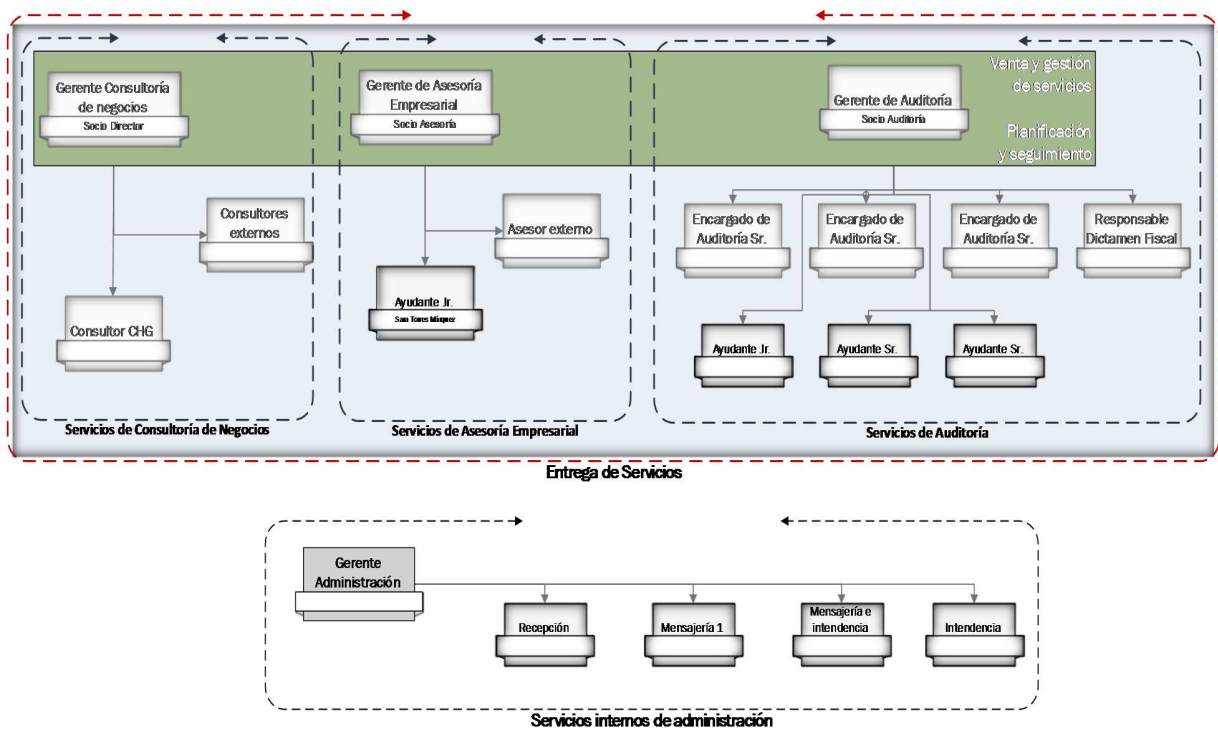 Venta y gestión
de servicios
Planificación
y seguimiento
Gerente Consultoría
de negocios
Socio Director
Gerente de Asesoría
Empresarial
Socio Asesoría
Gerente de Auditoría
Socio Auditoría
Consultores
externos
Consultor CHG
Servicios de Consultoría de Negocios
Asesor externo
Ayudante Jr.
Servicios de Asesoría Empresarial
Encargado de
Auditoría Sr.
Encargado de
Auditoría Sr.
Encargado de
Auditoría Sr.
Responsable
Dictamen Fiscal
Ayudante Jr.
Ayudante Sr.
Ayudante Sr.
Servicios de Auditoría
Entrega de Servicios
Gerente
Administración
Recepción
Mensajería 1
Mensajería e
intendencia
Intendencia
Servicios internos de administración